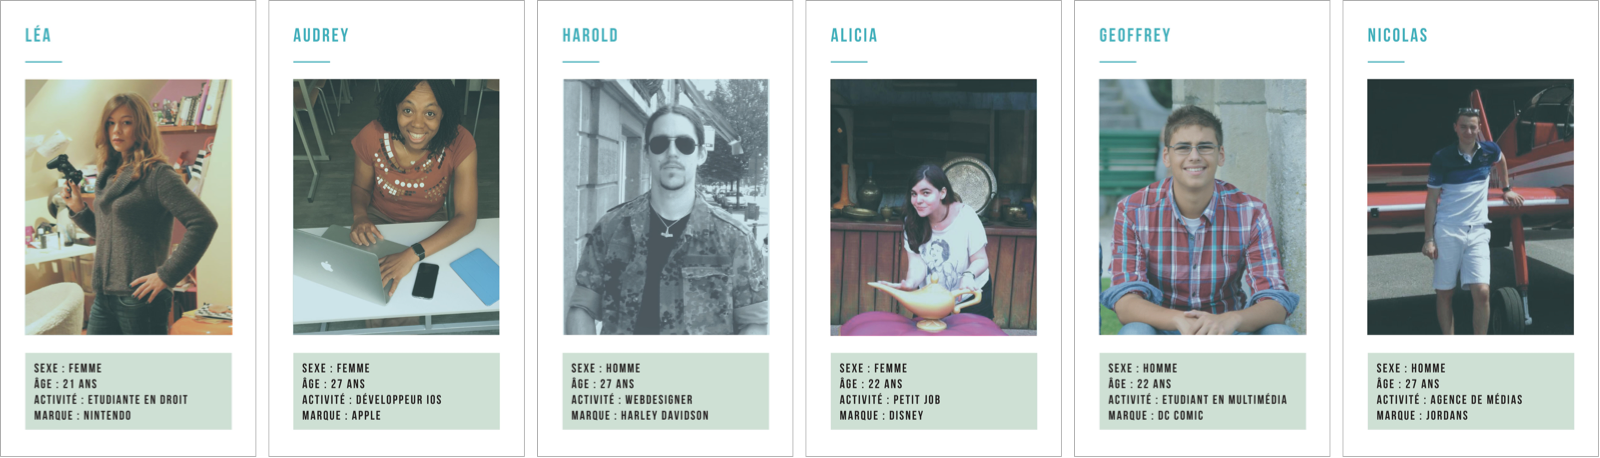 LÉA
SEXE : FEMME
ÂGE : 21 ANS
ACTIVITÉ : ETUDIANTE EN DROIT
MARQUE : NINTENDO
AUDREY
SEXE : FEMME
ÂGE : 27 ANS
ACTIVITÉ : DÉVELOPPEUR IOS
MARQUE : APPLE
HAROLD
SEXE : HOMME
ÂGE : 27 ANS
ACTIVITÉ : WEBDESIGNER
MARQUE : HARLEY DAVIDSON
ALICIA
SEXE : FEMME
ÂGE : 22 ANS
ACTIVITÉ : PETIT JOB
MARQUE : DISNEY
GEOFFREY
SEXE : HOMME
ÂGE : 22 ANS
ACTIVITÉ : ETUDIANT EN MULTIMÉDIA
MARQUE : DC COMIC
NICOLAS
SEXE : HOMME
ÂGE : 27 ANS
ACTIVITÉ : AGENCE DE MÉDIAS
MARQUE : JORDANS